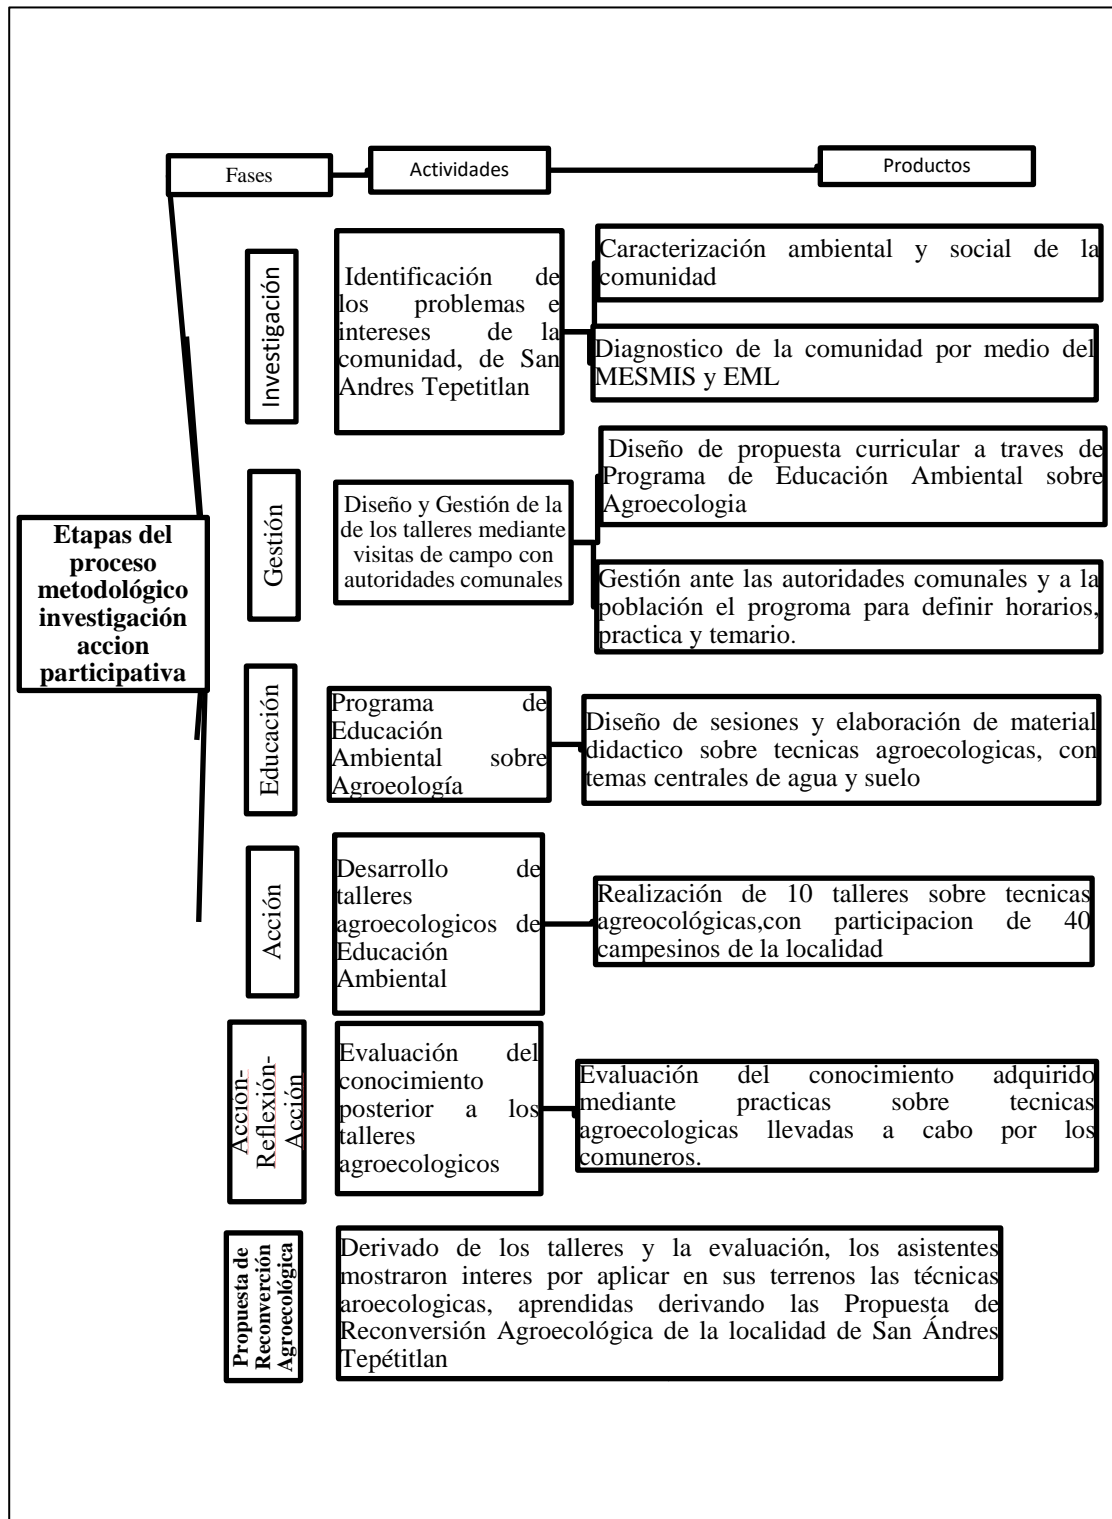 Fases
Actividades
Productos
Etapas del
proceso
metodológico
investigación
accion
participativa
Investigación
Identificación de
los problemas e
intereses de la
comunidad, de San
Andres Tepetitlan
Caracterización ambiental y social de la
comunidad
Diagnostico de la comunidad por medio del
MESMIS y EML
Gestión
Diseño y Gestión de la
de los talleres mediante
visitas de campo con
autoridades comunales
Diseño de propuesta curricular a traves de
Programa de Educación Ambiental sobre
Agroecologia
Gestión ante las autoridades comunales y a la
población el progroma para definir horarios,
practica y temario.
Educación
Programa de
Educación
Ambiental sobre
Agroeología
Diseño de sesiones y elaboración de material
didactico sobre tecnicas agroecologicas, con
temas centrales de agua y suelo
Acción
Desarrollo de
talleres
agroecologicos de
Educación
Ambiental
Realización de 10 talleres sobre tecnicas
agreocológicas,con participacion de 40
campesinos de la localidad
Acción-
Reflexión-
Acción
Evaluación del
conocimiento
posterior a los
talleres
agroecologicos
Evaluación del conocimiento adquirido
mediante practicas sobre tecnicas
agroecologicas llevadas a cabo por los
comuneros.
Propuesta de
Reconverción
Agroecológica
Derivado de los talleres y la evaluación, los asistentes
mostraron interes por aplicar en sus terrenos las técnicas
aroecologicas, aprendidas derivando las Propuesta de
Reconversión Agroecológica de la localidad de San Ándres
Tepétitlan